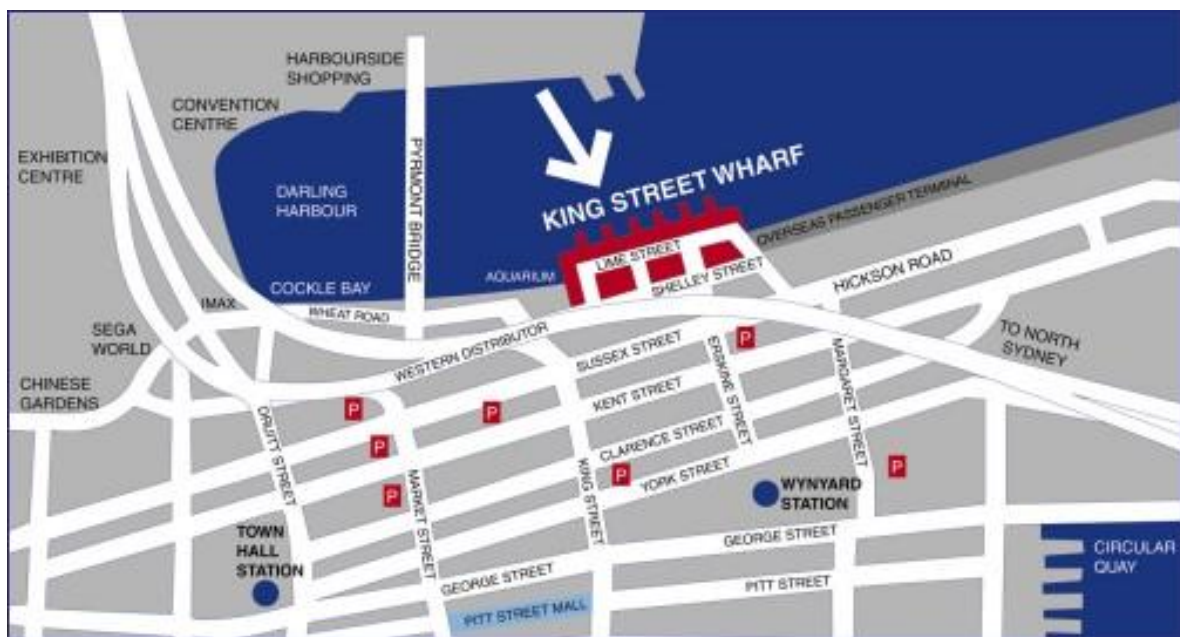 HARBOURSIDE
SHOPPING
CONVENTION
CENTRE
EXHIBITION
CENTRE
PYRMONT BRIDGE
DARLING
HARBOUR
KING STREET WHARF
OVERSEAS PASSENGER TERMINAL
LIME STREET
AQUARIUM
SHELLEY STREET
HICKSON ROAD
COCKLE BAY
IMAX
WHEAT ROAD
SEGA
WORLD
WESTERN DISTRIBUTOR
SUSSEX STREET
P
ERSKINE STREET
MARGARET STREET
TO NORTH
SYDNEY
CHINESE
GARDENS
KENT STREET
P
P
DRUITT STREET
P
CLARENCE STREET
MARKET STREET
KING STREET
P
YORK STREET
P
P
WYNYARD
STATION
TOWN
HALL
STATION
GEORGE STREET
GEORGE STREET
PITT STREET
PITT STREET MALL
CIRCULAR
QUAY